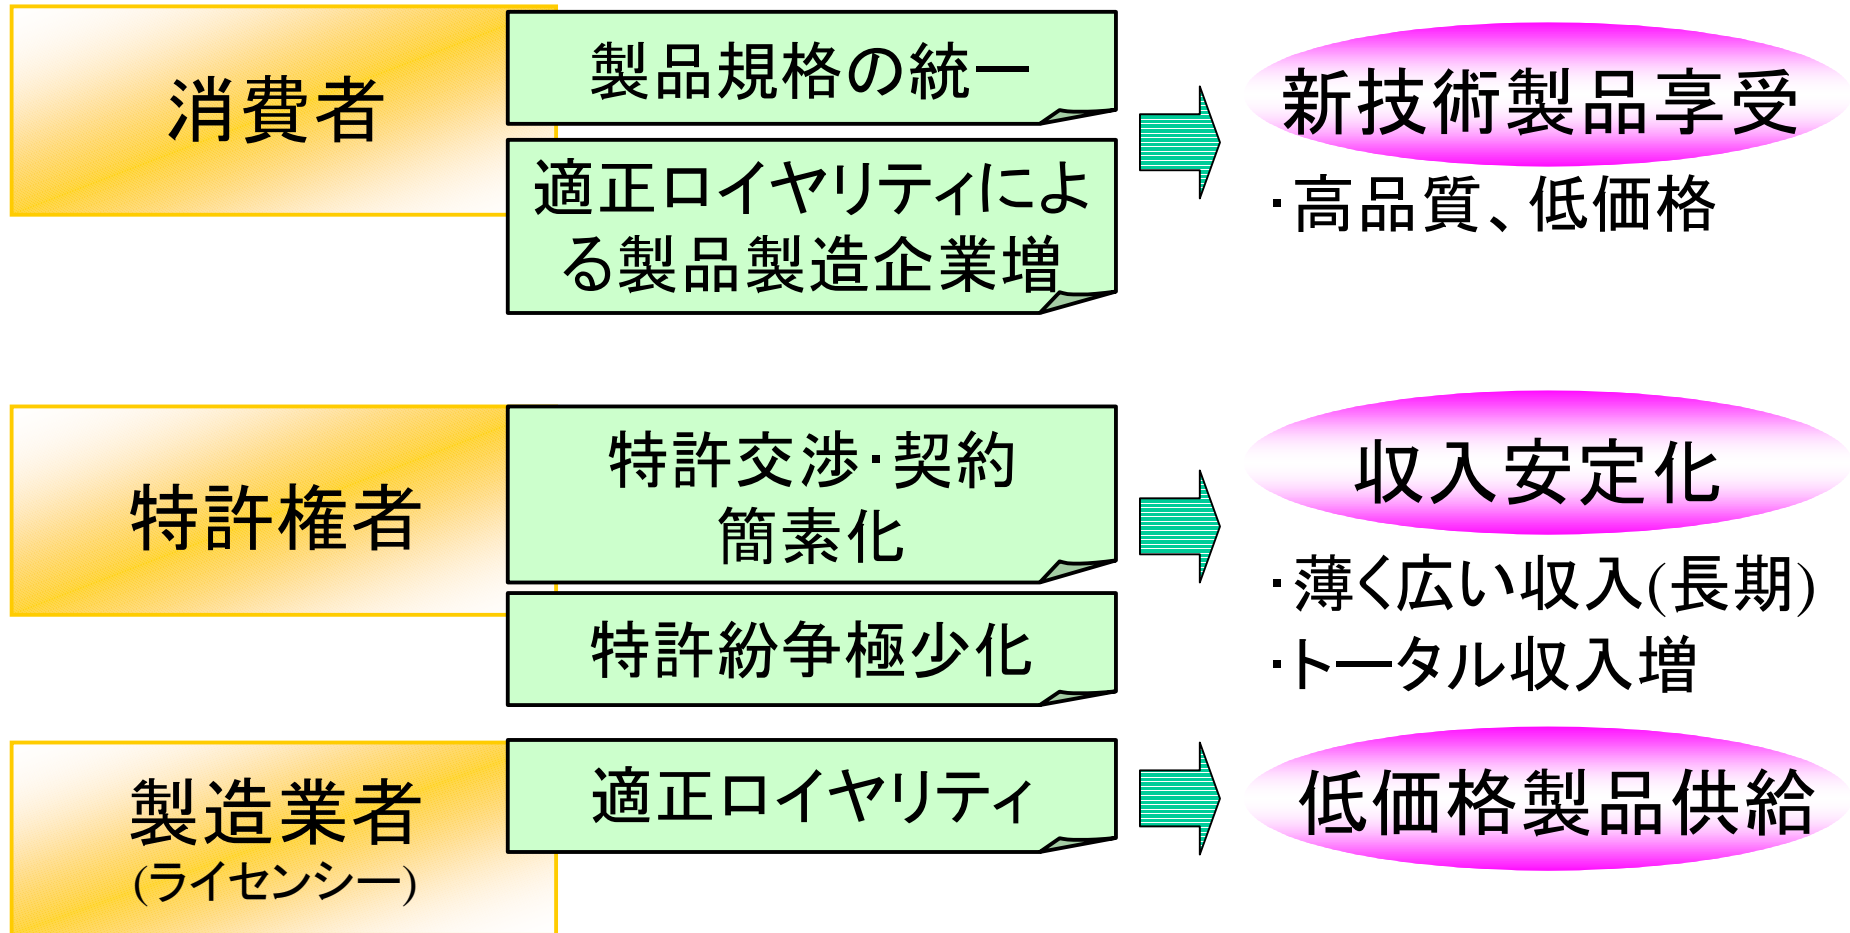 消費者
製品規格の統一
適正ロイヤリティによ
る製品製造企業増
新技術製品享受
・高品質、低価格
特許権者
特許交渉・契約
簡素化
特許紛争極少化
収入安定化
・薄く広い収入(長期)
・トータル収入増
製造業者
(ライセンシー)
適正ロイヤリティ
低価格製品供給